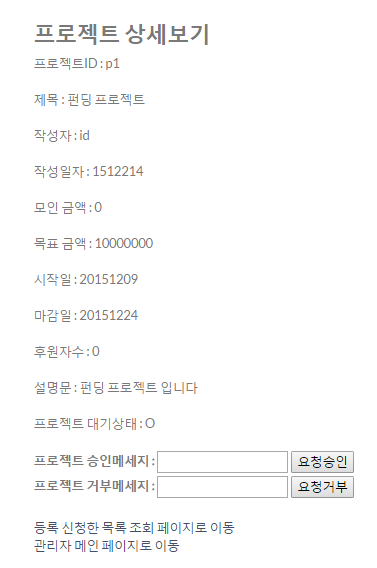 프로젝트 상세보기
프로젝트ID : p1
제목 : 펀딩 프로젝트
작성자 : id
작성일자 : 1512214
모인 금액 : 0
목표 금액 : 10000000
시작일 : 20151209
마감일 : 20151224
후원자수 : 0
설명문 : 펀딩 프로젝트 입니다
프로젝트 대기상태 : O
프로젝트 승인메세지 : 요청승인
프로젝트 거부메세지 : 요청거부
등록 신청한 목록 조회 페이지로 이동
관리자 메인 페이지로 이동